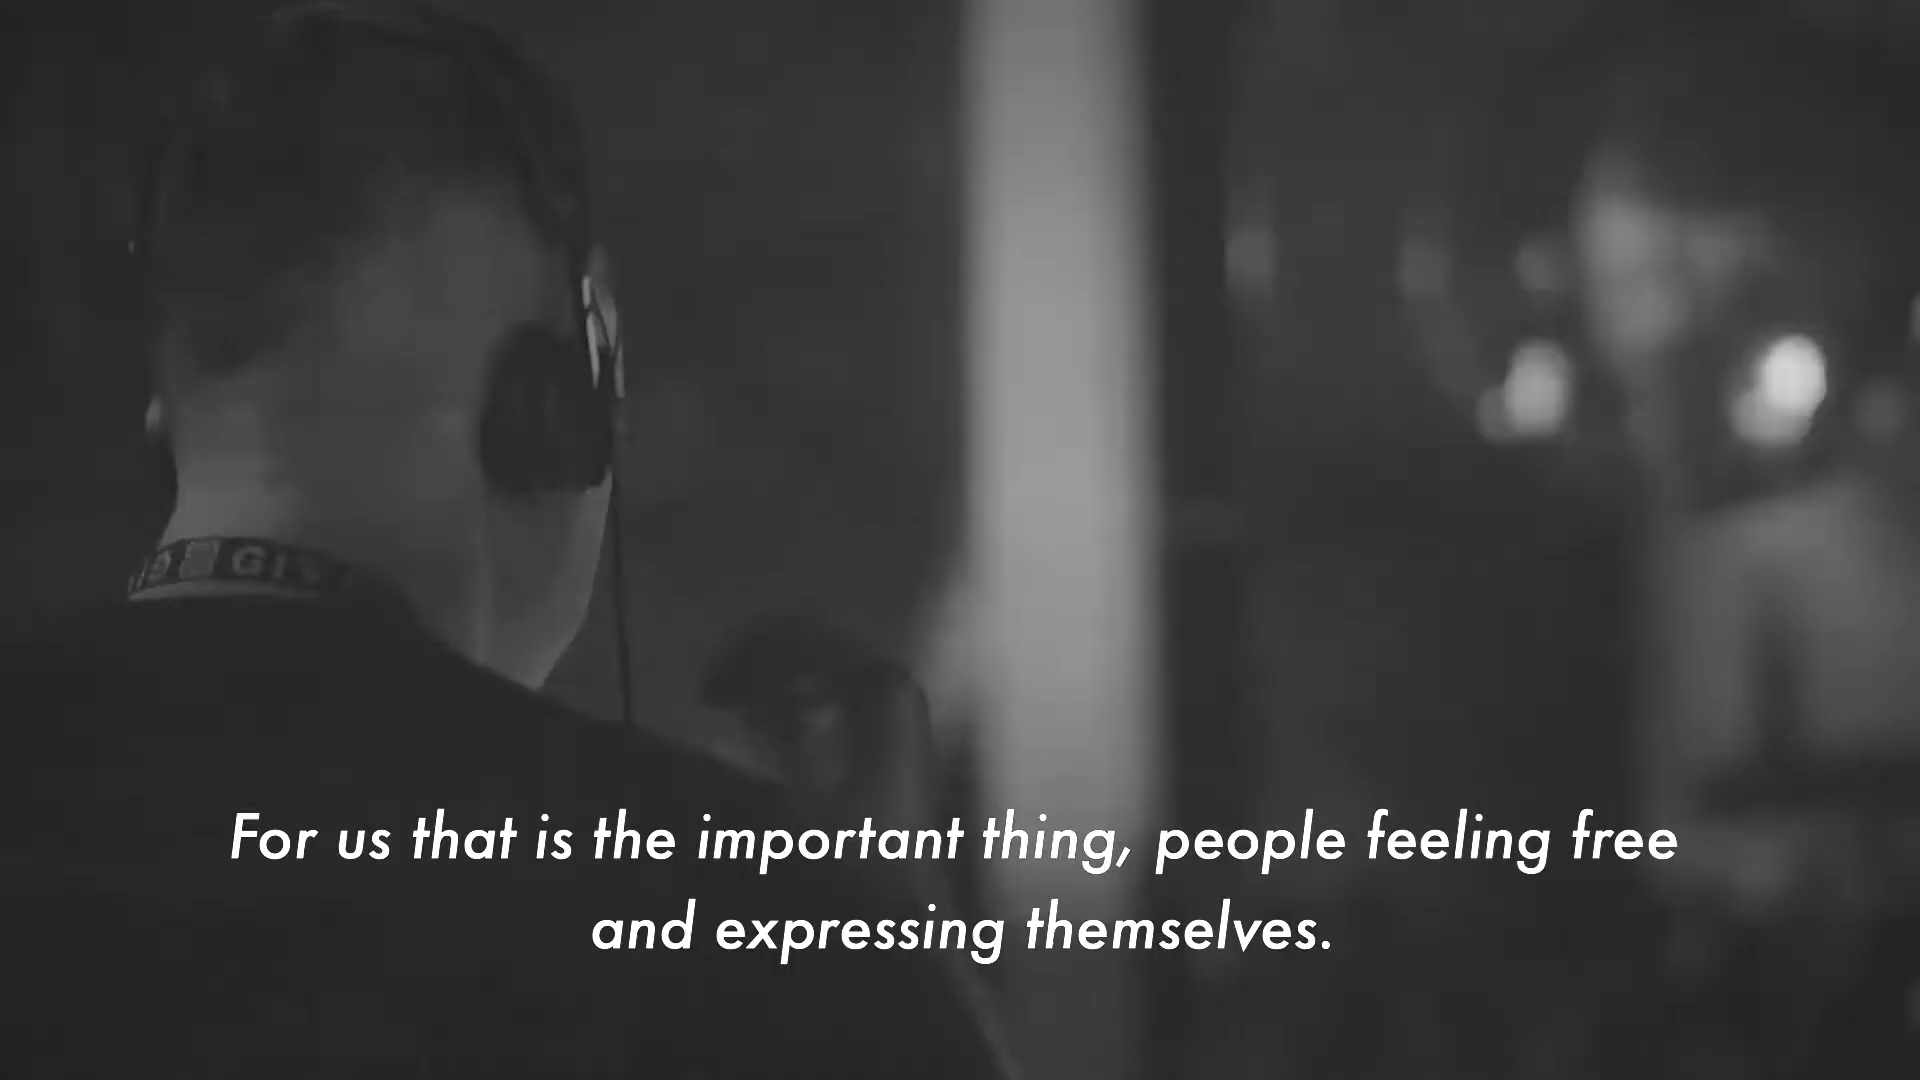 For us that is the important thing, people feeling free
and expressing themselves.